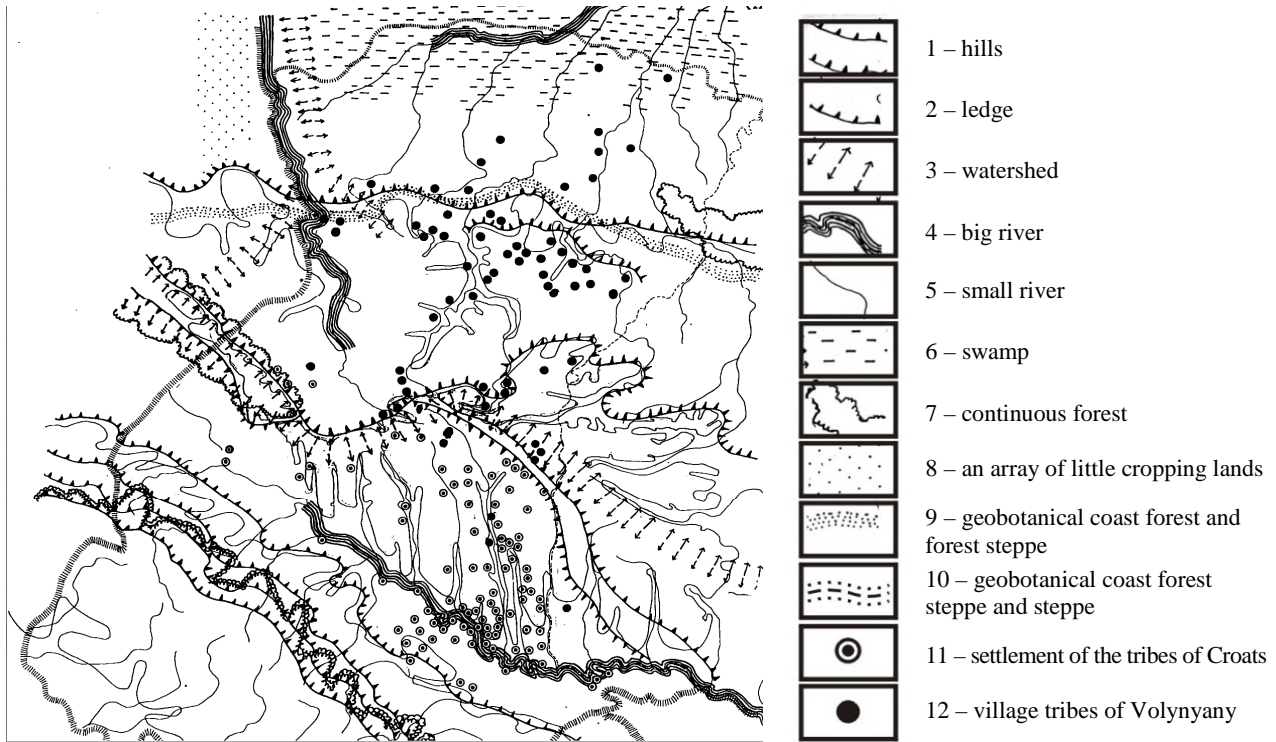 1 – hills
2 – ledge
3 – watershed
4 – big river
5 – small river
6 – swamp
7 – continuous forest
8 – an array of little cropping lands
9 – geobotanical coast forest and
forest steppe
10 – geobotanical coast forest
steppe and steppe
11 – settlement of the tribes of Croats
12 – village tribes of Volynyany